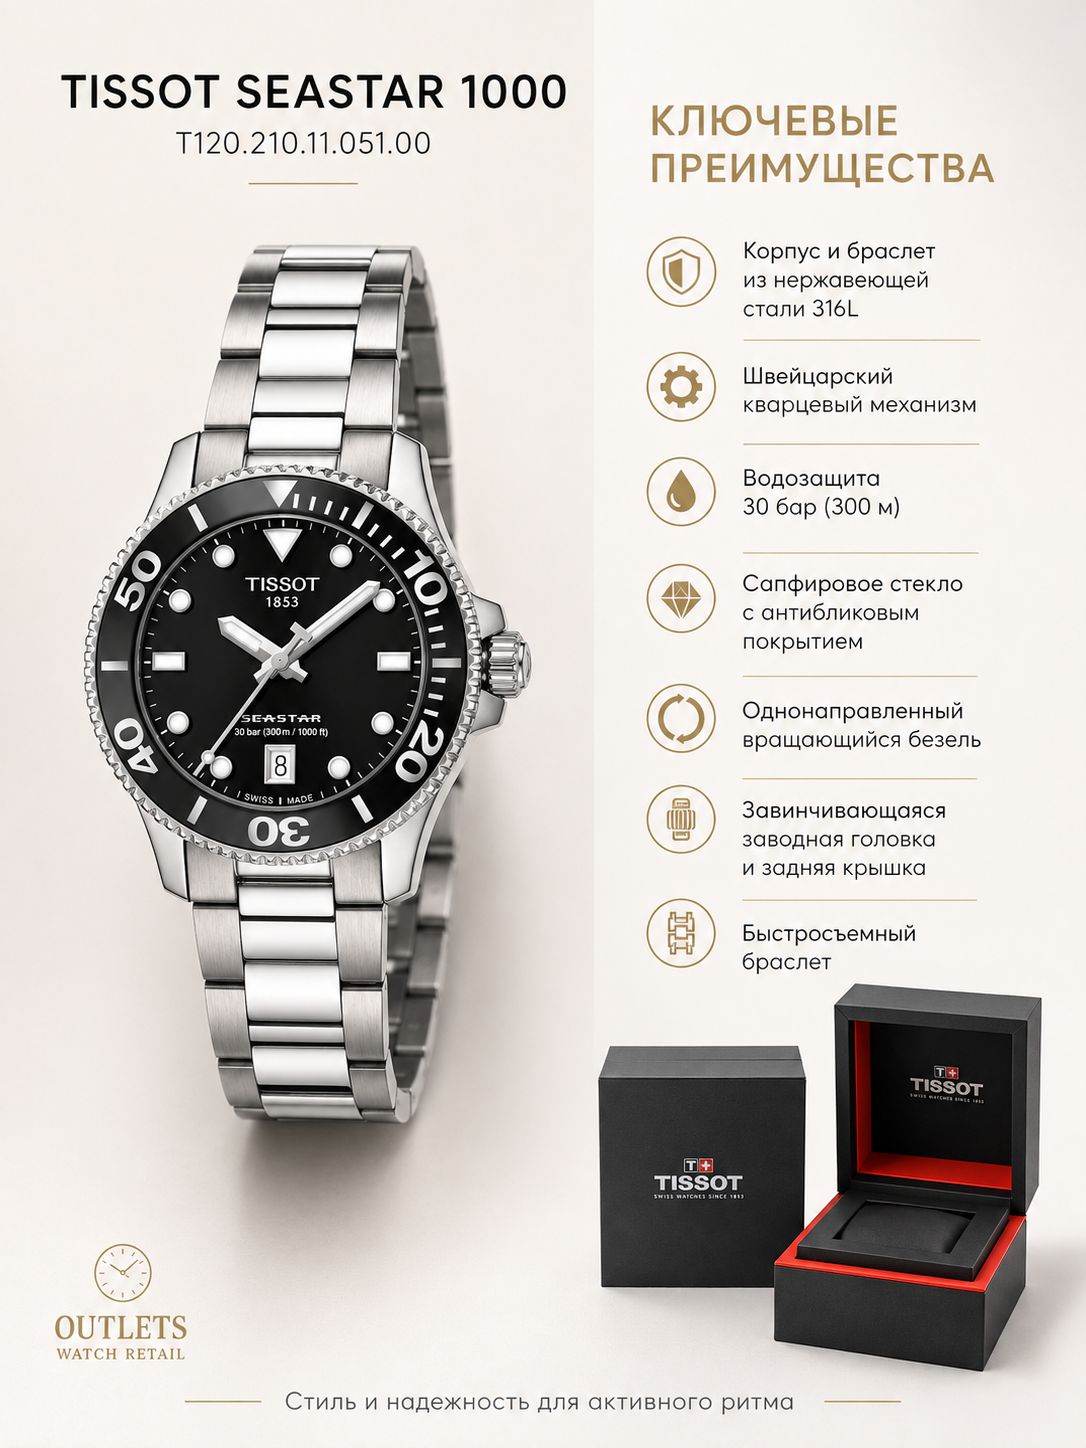 TISSOT SEASTAR 1000
T120.210.11.051.00
КЛЮЧЕВЫЕ
ПРЕИМУЩЕСТВА
Корпус и браслет
из нержавеющей
стали 316L
Швейцарский
кварцевый механизм
Водозащита
30 бар (300 м)
Сапфировое стекло
с антибликовым
покрытием
Однонаправленный
вращающийся безель
Завинчивающаяся
заводная головка
и задняя крышка
Быстросъемный
браслет
10
20
30
40
50
TISSOT
1853
SEASTAR
30 bar (300 m / 1000 ft)
8
SWISS MADE
T+
TISSOT
SWISS WATCHES SINCE 1853
T+
TISSOT
SWISS WATCHES SINCE 1853
OUTLETS
WATCH RETAIL
Стиль и надежность для активного ритма